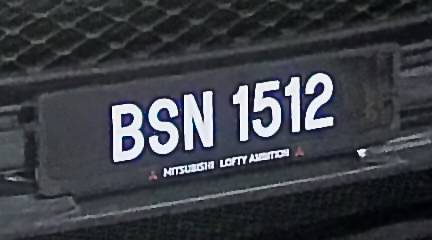 BSN 1512
MITSUBISHI LOFTY AMBITION